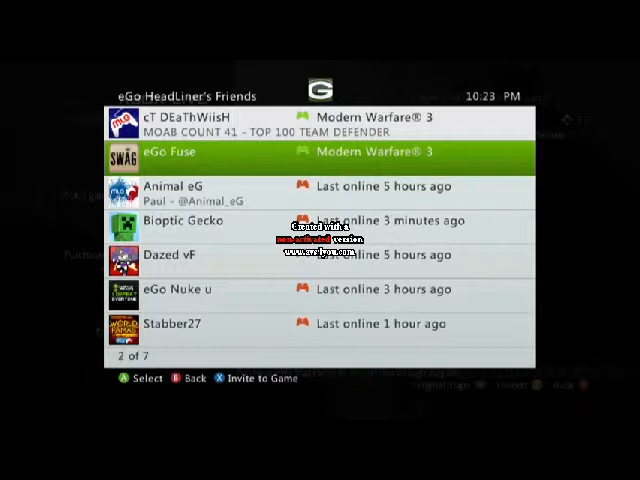 eGo HeadLiner's Friends
G
10:23 PM
cT DEaThWiisH
Modern Warfare® 3
MOAB COUNT 41 - TOP 100 TEAM DEFENDER
eGo Fuse
Modern Warfare® 3
SWAG
Animal eG
Last online 5 hours ago
Paul - @Animal_eG
Bioptic Gecko
Last online 3 minutes ago
Created with a
non-activated version
www.avs4you.com
Dazed vF
Last online 5 hours ago
eGo Nuke u
Last online 3 hours ago
Stabber27
Last online 1 hour ago
WORLD
2 of 7
A Select
B Back
X Invite to Game